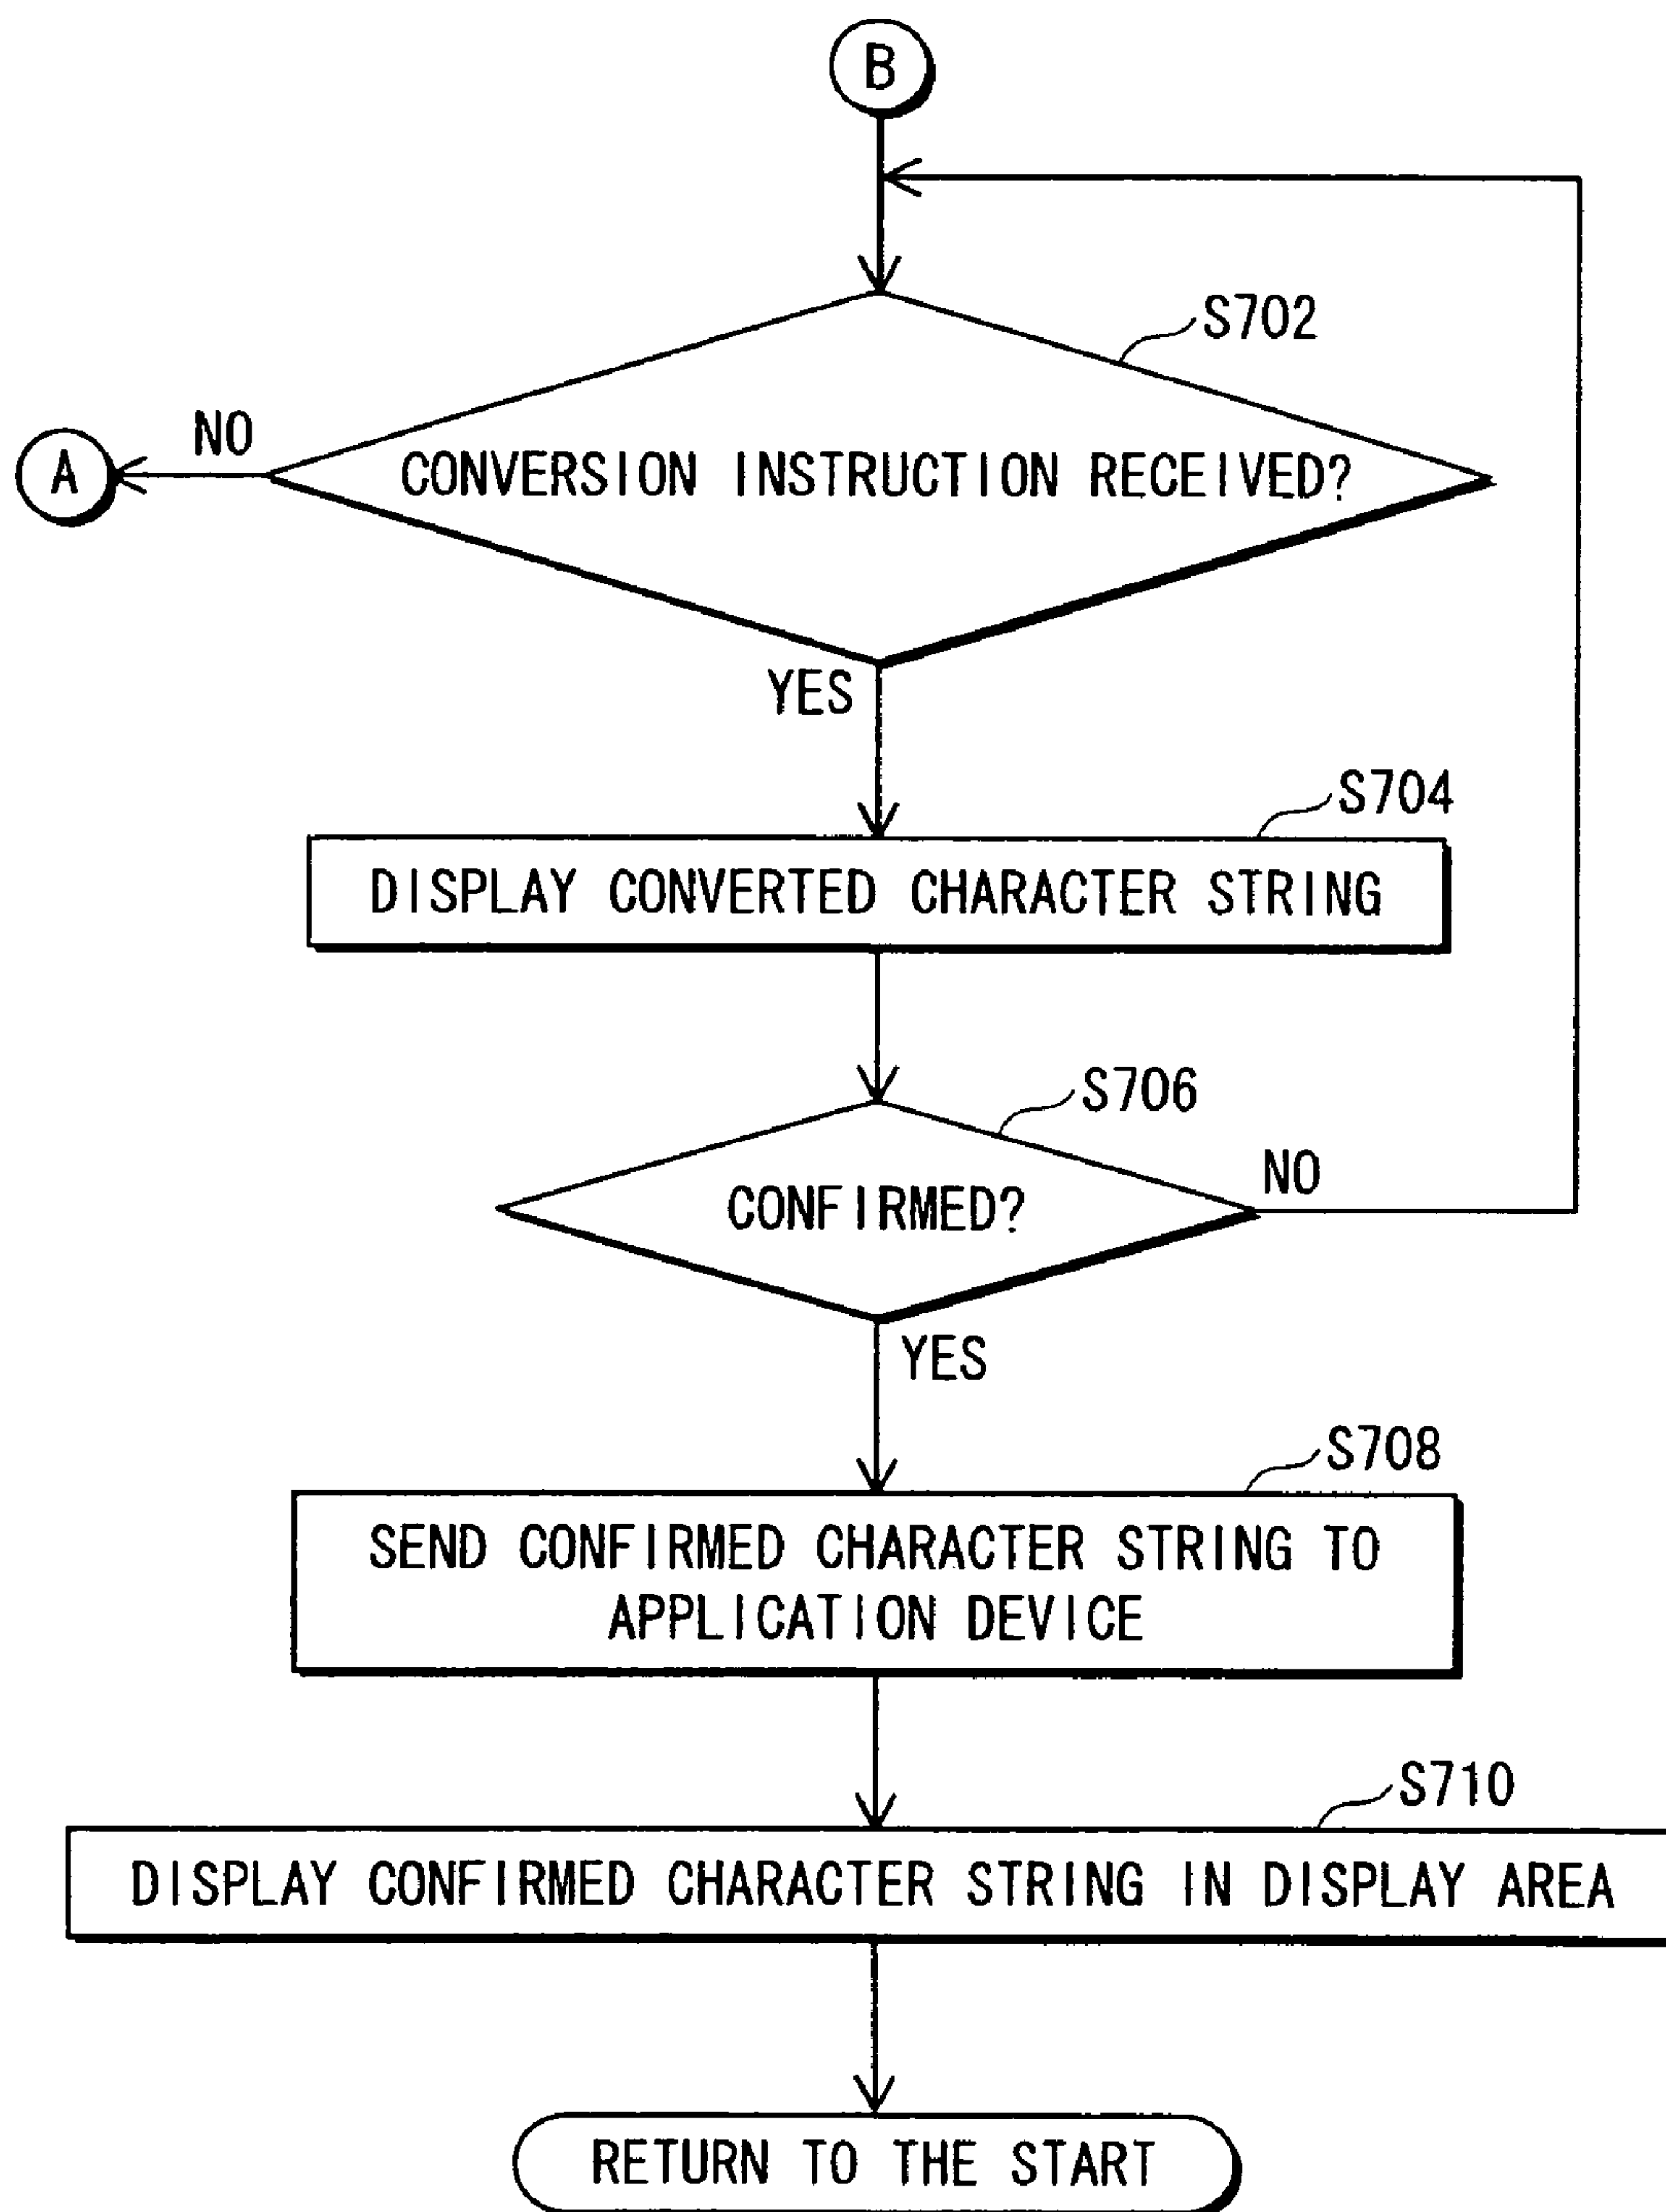 B
S702
NO
A
CONVERSION INSTRUCTION RECEIVED?
YES
S704
DISPLAY CONVERTED CHARACTER STRING
S706
NO
CONFIRMED?
YES
S708
SEND CONFIRMED CHARACTER STRING TO
APPLICATION DEVICE
S710
DISPLAY CONFIRMED CHARACTER STRING IN DISPLAY AREA
RETURN TO THE START